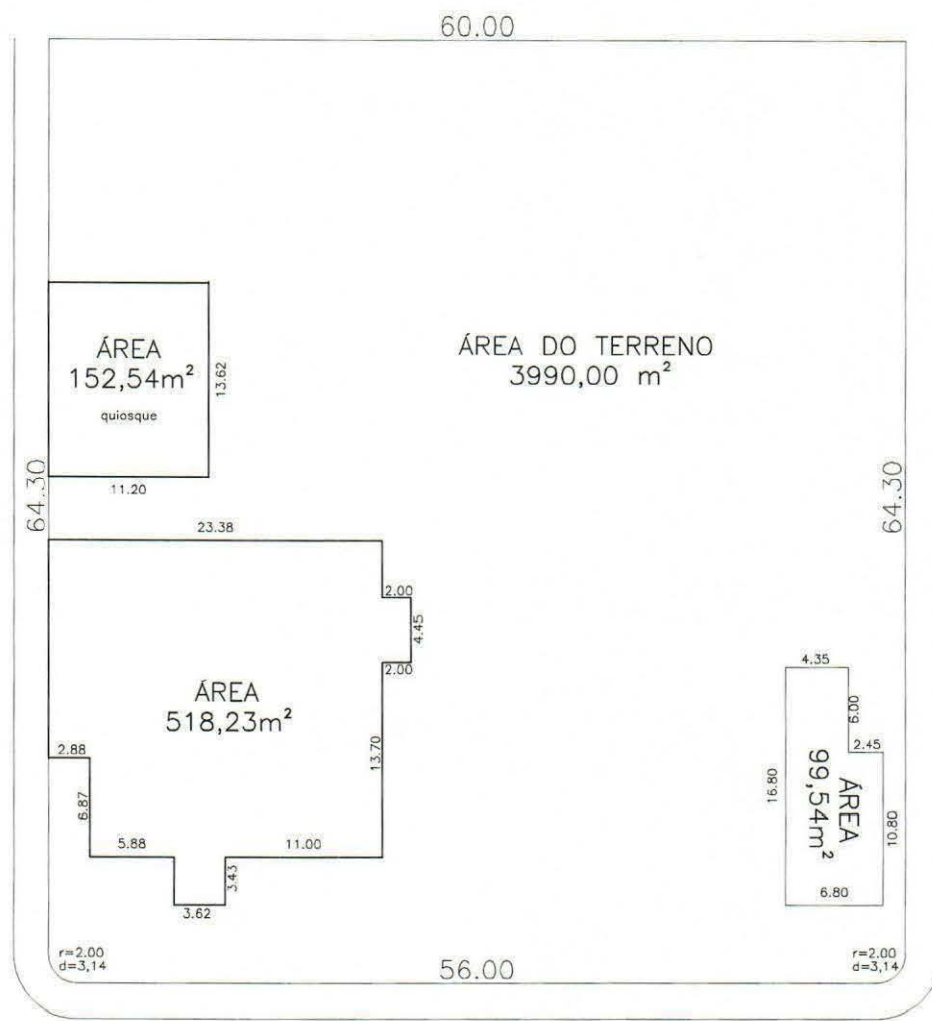 60.00
ÁREA
152,54m²
quiosque
13.62
11.20
ÁREA DO TERRENO
3990,00 m²
64.30
64.30
23.38
2.00
4.45
2.00
ÁREA
518,23m²
13.70
2.88
6.87
5.88
11.00
3.43
3.62
4.35
6.00
2.45
16.80
ÁREA
99,54m²
10.80
6.80
r=2.00
d=3,14
56.00
r=2.00
d=3,14